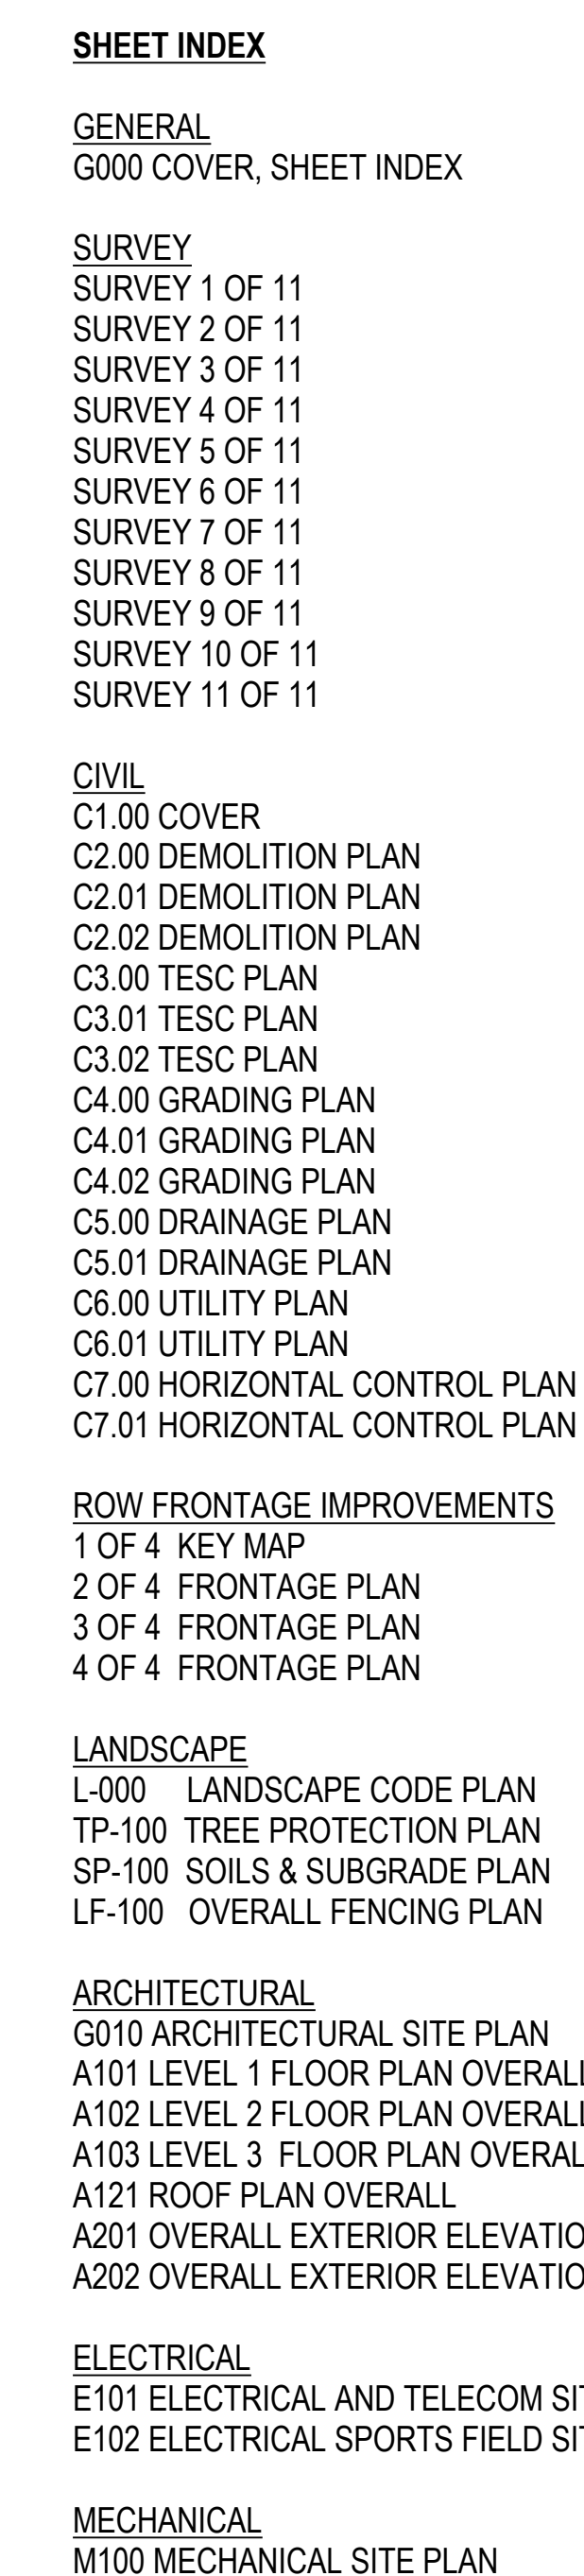 SHEET INDEX
GENERAL
G000 COVER, SHEET INDEX
SURVEY
SURVEY 1 OF 11
SURVEY 2 OF 11
SURVEY 3 OF 11
SURVEY 4 OF 11
SURVEY 5 OF 11
SURVEY 6 OF 11
SURVEY 7 OF 11
SURVEY 8 OF 11
SURVEY 9 OF 11
SURVEY 10 OF 11
SURVEY 11 OF 11
CIVIL
C1.00 COVER
C2.00 DEMOLITION PLAN
C2.01 DEMOLITION PLAN
C2.02 DEMOLITION PLAN
C3.00 TESC PLAN
C3.01 TESC PLAN
C3.02 TESC PLAN
C4.00 GRADING PLAN
C4.01 GRADING PLAN
C4.02 GRADING PLAN
C5.00 DRAINAGE PLAN
C5.01 DRAINAGE PLAN
C6.00 UTILITY PLAN
C6.01 UTILITY PLAN
C7.00 HORIZONTAL CONTROL PLAN
C7.01 HORIZONTAL CONTROL PLAN
ROW FRONTAGE IMPROVEMENTS
1 OF 4 KEY MAP
2 OF 4 FRONTAGE PLAN
3 OF 4 FRONTAGE PLAN
4 OF 4 FRONTAGE PLAN
LANDSCAPE
L-000 LANDSCAPE CODE PLAN
TP-100 TREE PROTECTION PLAN
SP-100 SOILS & SUBGRADE PLAN
LF-100 OVERALL FENCING PLAN
ARCHITECTURAL
G010 ARCHITECTURAL SITE PLAN
A101 LEVEL 1 FLOOR PLAN OVERALL
A102 LEVEL 2 FLOOR PLAN OVERALL
A103 LEVEL 3 FLOOR PLAN OVERAL
A121 ROOF PLAN OVERALL
A201 OVERALL EXTERIOR ELEVATIO
A202 OVERALL EXTERIOR ELEVATIO
ELECTRICAL
E101 ELECTRICAL AND TELECOM SIT
E102 ELECTRICAL SPORTS FIELD SIT
MECHANICAL
M100 MECHANICAL SITE PLAN